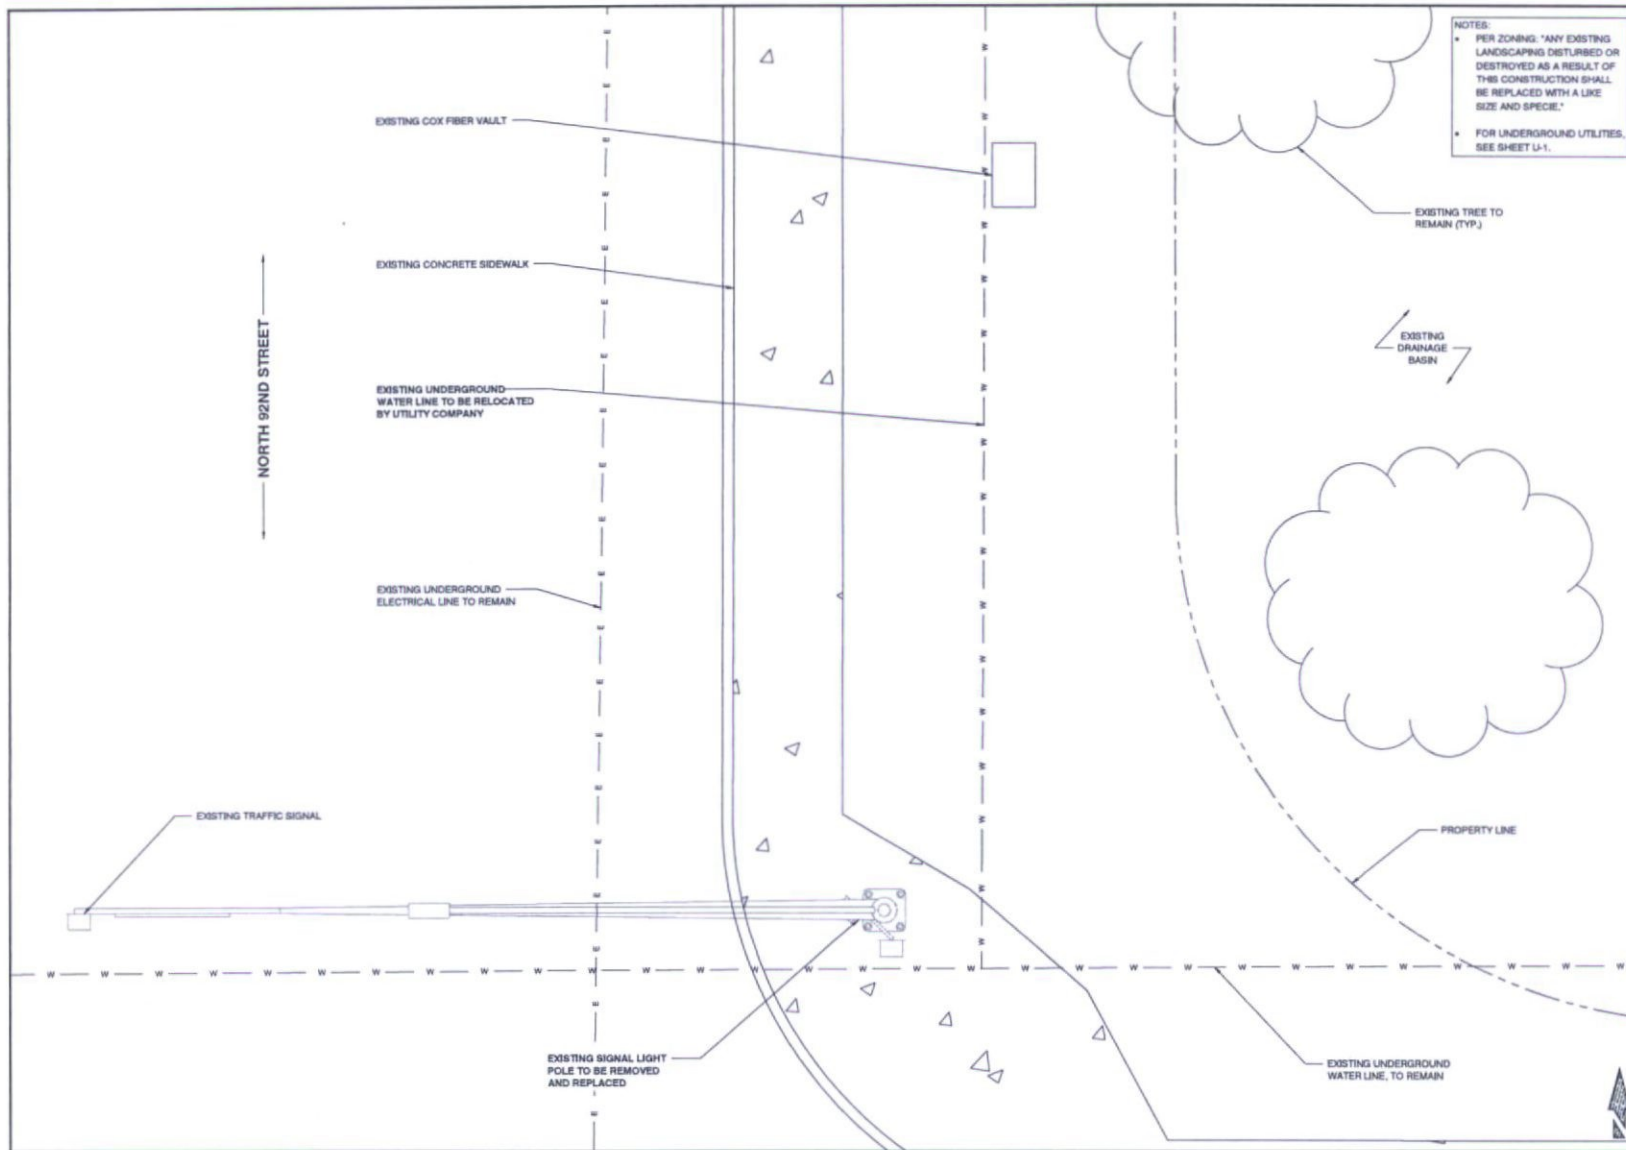 NOTES:
• PER ZONING: "ANY EXISTING
LANDSCAPING DISTURBED OR
DESTROYED AS A RESULT OF
THIS CONSTRUCTION SHALL
BE REPLACED WITH A LIKE
SIZE AND SPECIE."
• FOR UNDERGROUND UTILITIES,
SEE SHEET U-1.
EXISTING COX FIBER VAULT
EXISTING TREE TO
REMAIN (TYP.)
EXISTING CONCRETE SIDEWALK
NORTH 92ND STREET
EXISTING
DRAINAGE
BASIN
EXISTING UNDERGROUND
WATER LINE TO BE RELOCATED
BY UTILITY COMPANY
EXISTING UNDERGROUND
ELECTRICAL LINE TO REMAIN
EXISTING TRAFFIC SIGNAL
PROPERTY LINE
EXISTING SIGNAL LIGHT
POLE TO BE REMOVED
AND REPLACED
EXISTING UNDERGROUND
WATER LINE, TO REMAIN